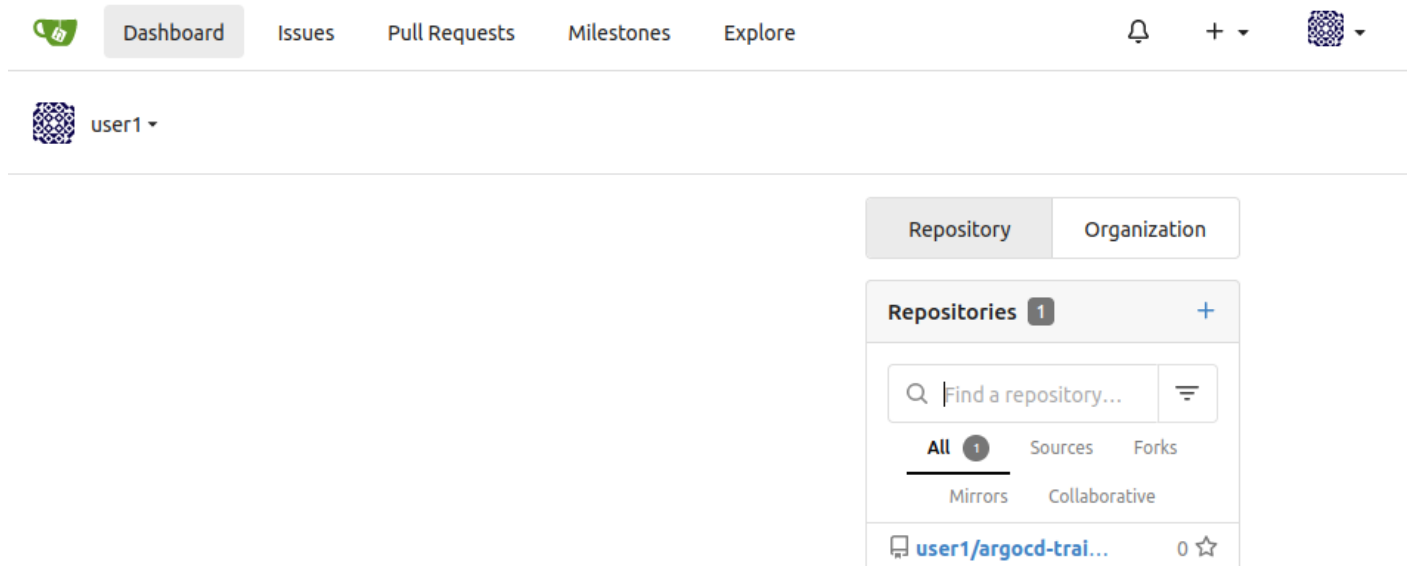 Dashboard Issues Pull Requests Milestones Explore
user1
Repository Organization
Repositories 1
Find a repository...
All 1 Sources Forks
Mirrors Collaborative
user1/argocd-trai... 0